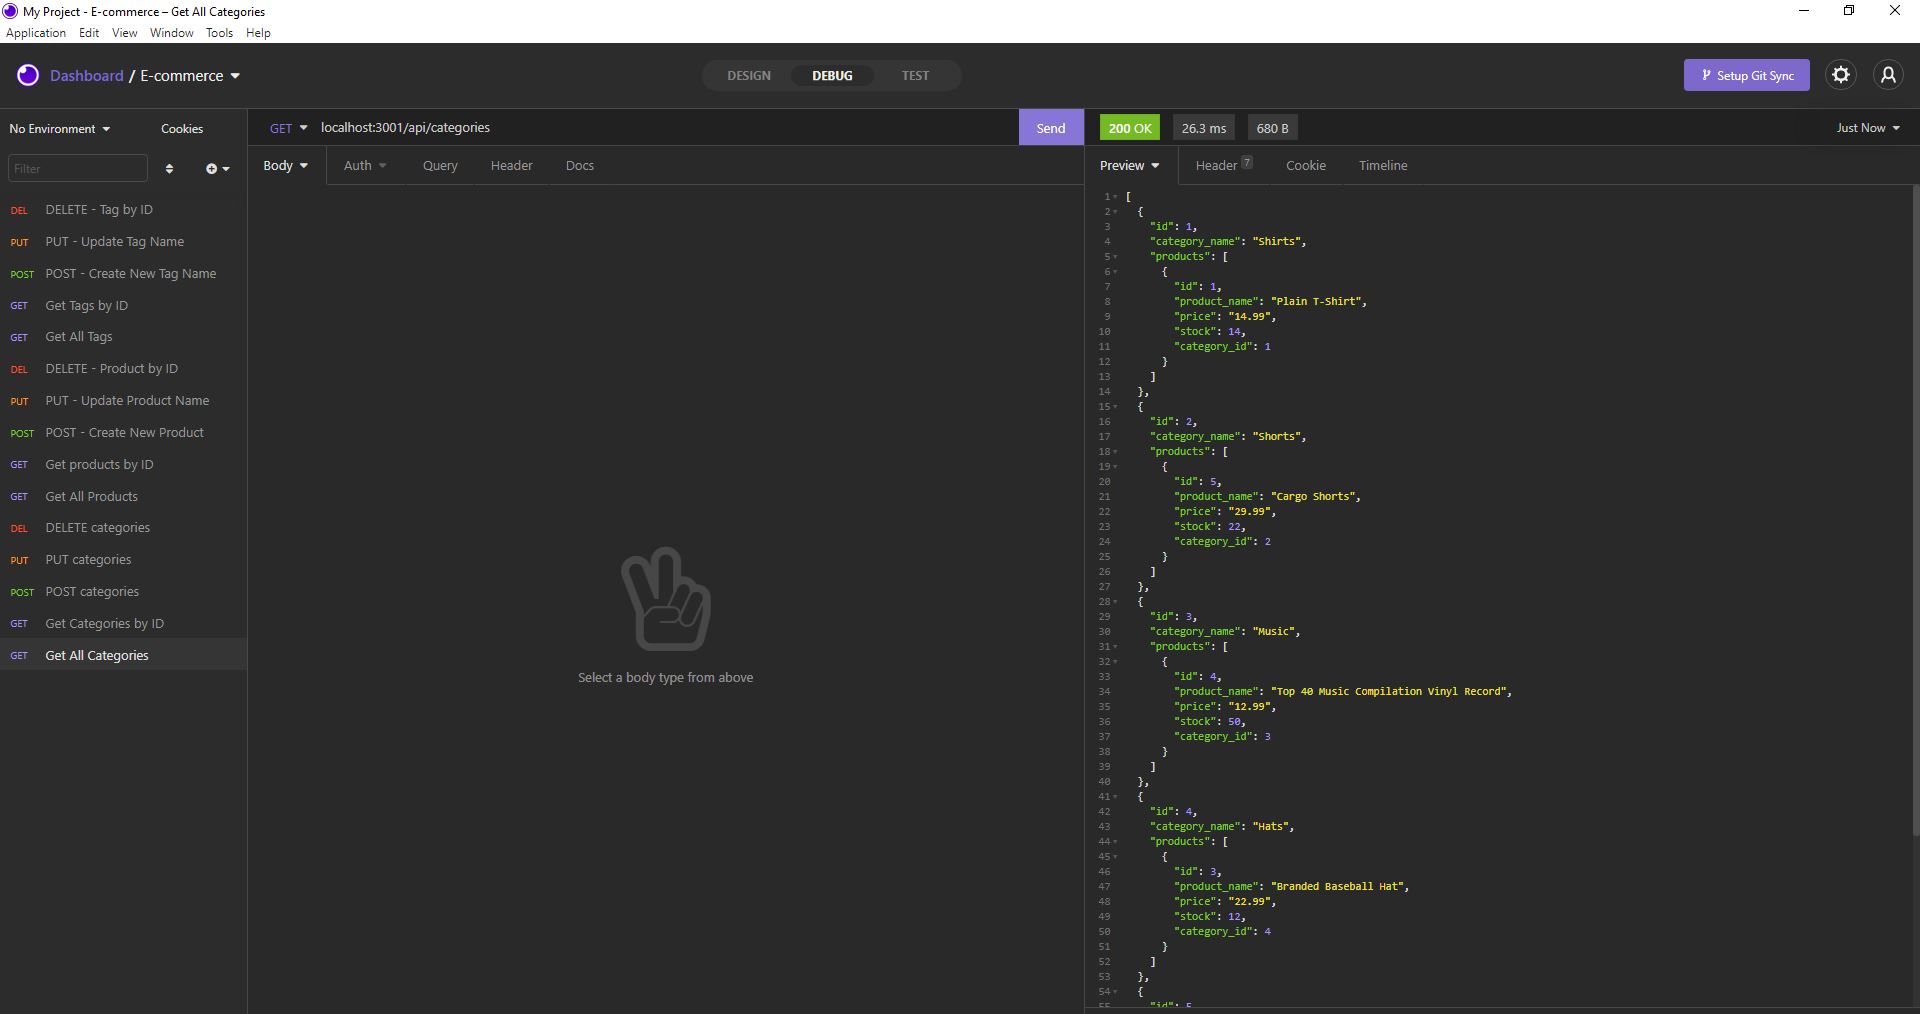 My Project - E-commerce – Get All Categories
Application Edit View Window Tools Help
Dashboard / E-commerce
DESIGN DEBUG TEST
Setup Git Sync
No Environment Cookies
GET localhost:3001/api/categories Send
200 OK 26.3 ms 680 B Just Now
Filter
Body Auth Query Header Docs
Preview Header 7 Cookie Timeline
DEL DELETE - Tag by ID
PUT PUT - Update Tag Name
POST POST - Create New Tag Name
GET Get Tags by ID
GET Get All Tags
DEL DELETE - Product by ID
PUT PUT - Update Product Name
POST POST - Create New Product
GET Get products by ID
GET Get All Products
DEL DELETE categories
PUT PUT categories
POST POST categories
GET Get Categories by ID
GET Get All Categories
Select a body type from above
1 [
2 {
3 "id": 1,
4 "category_name": "Shirts",
5 "products": [
6 {
7 "id": 1,
8 "product_name": "Plain T-Shirt",
9 "price": "14.99",
10 "stock": 14,
11 "category_id": 1
12 }
13 ]
14 },
15 {
16 "id": 2,
17 "category_name": "Shorts",
18 "products": [
19 {
20 "id": 5,
21 "product_name": "Cargo Shorts",
22 "price": "29.99",
23 "stock": 22,
24 "category_id": 2
25 }
26 ]
27 },
28 {
29 "id": 3,
30 "category_name": "Music",
31 "products": [
32 {
33 "id": 4,
34 "product_name": "Top 40 Music Compilation Vinyl Record",
35 "price": "12.99",
36 "stock": 50,
37 "category_id": 3
38 }
39 ]
40 },
41 {
42 "id": 4,
43 "category_name": "Hats",
44 "products": [
45 {
46 "id": 3,
47 "product_name": "Branded Baseball Hat",
48 "price": "22.99",
49 "stock": 12,
50 "category_id": 4
51 }
52 ]
53 },
54 {
55 "id": 5